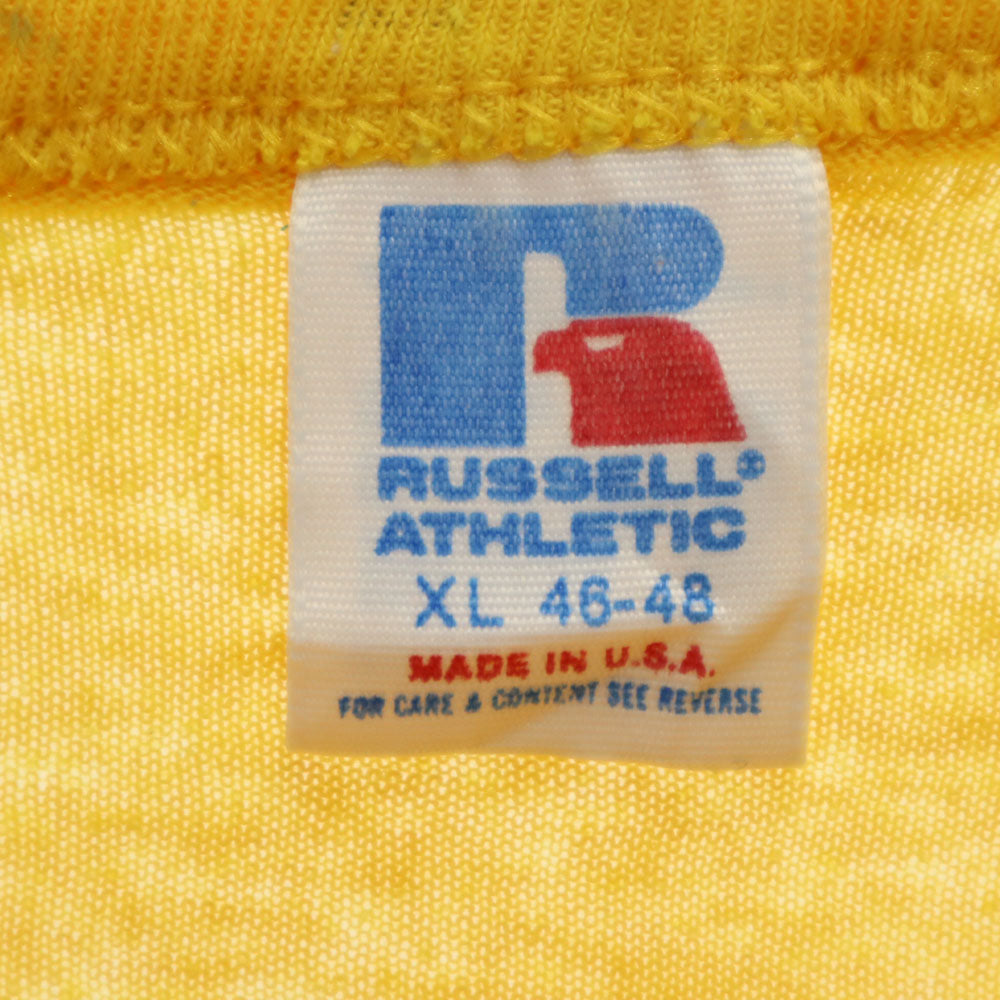 RUSSELL®
ATHLETIC
XL 46-48
MADE IN U.S.A.
FOR CARE & CONTENT SEE REVERSE